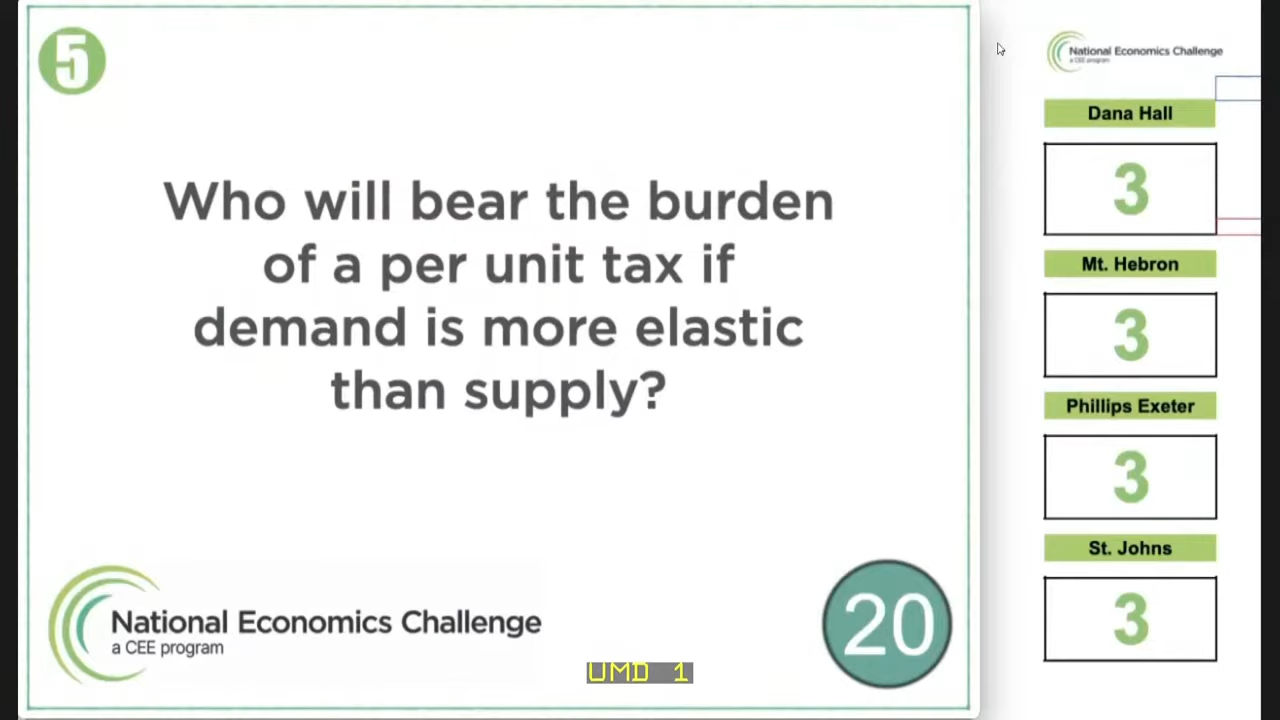 5
Who will bear the burden
of a per unit tax if
demand is more elastic
than supply?
National Economics Challenge
a CEE program
20
UMD 1
National Economics Challenge
a CEE program
Dana Hall
3
Mt. Hebron
3
Phillips Exeter
3
St. Johns
3